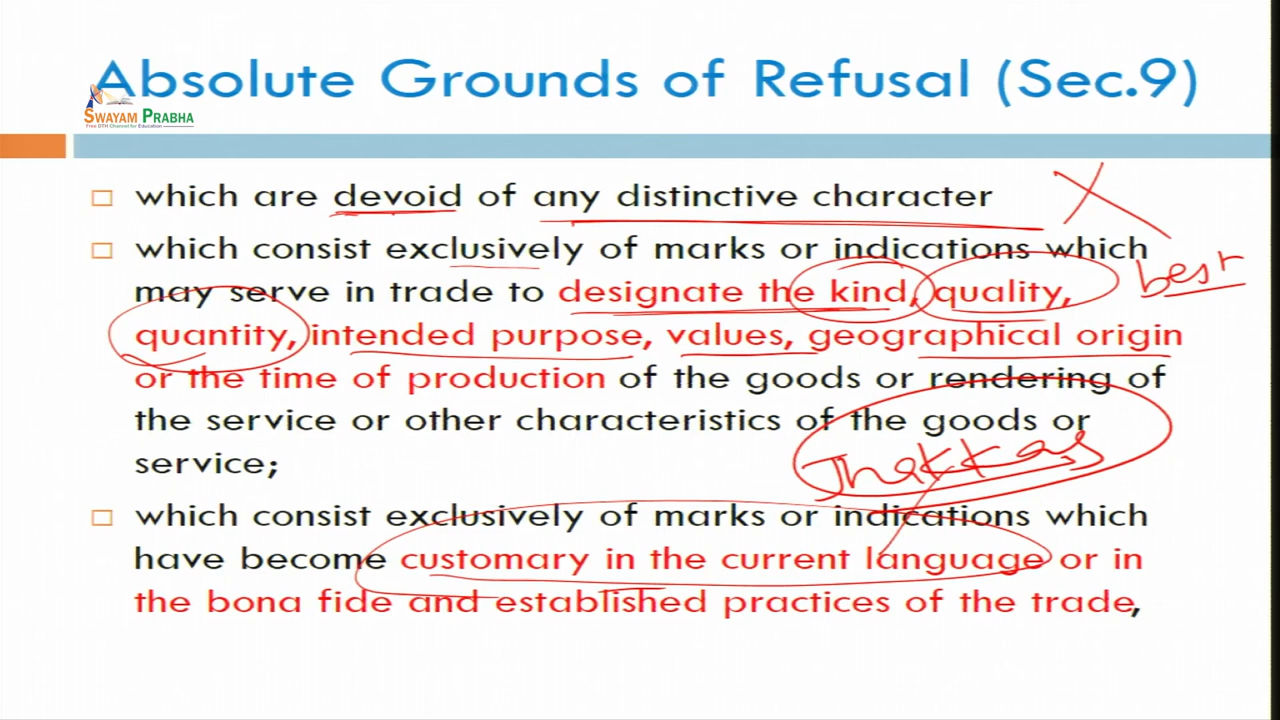 Absolute Grounds of Refusal (Sec.9)
SWAYAM PRABHA
Free DTH Channel for Education
which are devoid of any distinctive character
which consist exclusively of marks or indications which
may serve in trade to designate the kind, quality,
best
quantity, intended purpose, values, geographical origin
or the time of production of the goods or rendering of
the service or other characteristics of the goods or
service;
which consist exclusively of marks or indications which
have become customary in the current language or in
the bona fide and established practices of the trade,